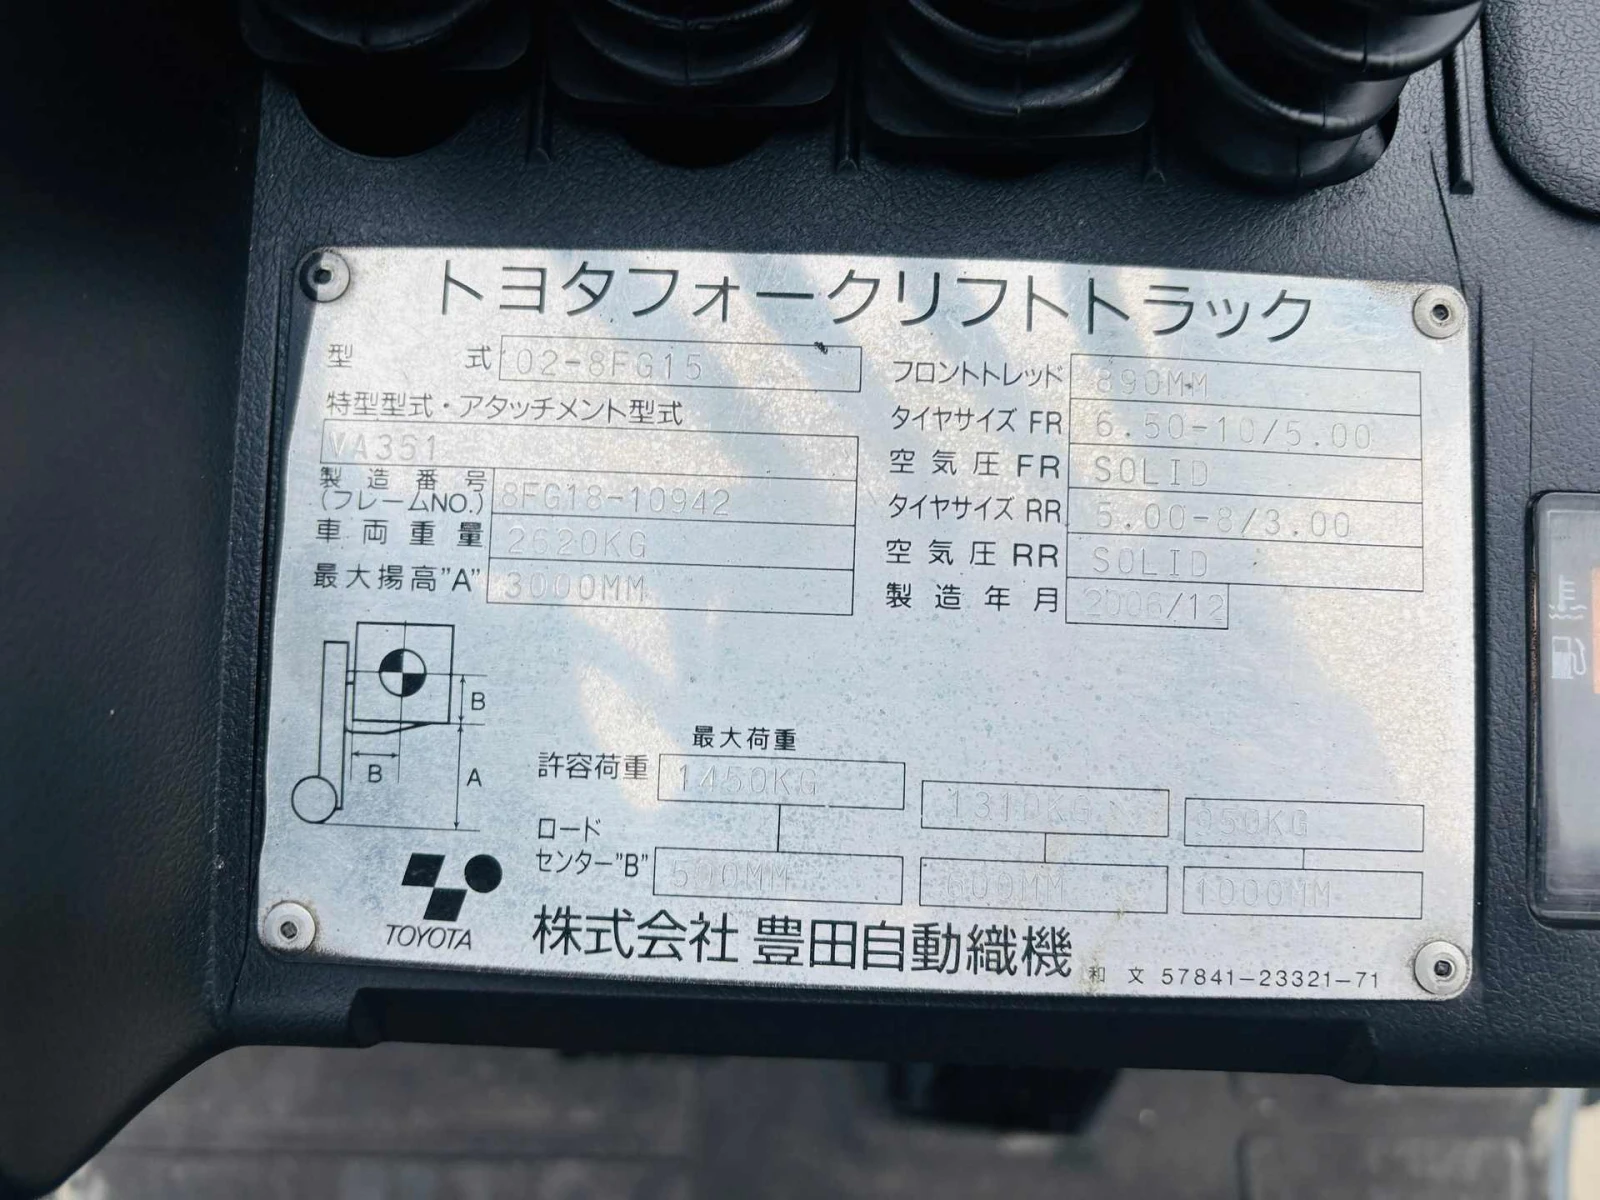 トヨタフォークリフトトラック
型 式 02-8FG15
特型型式・アタッチメント型式
VA351
製造番号 8FG18-10942
(フレームNO.)
車両重量 2620KG
最大揚高"A" 3000MM
フロントトレッド 890MM
タイヤサイズ FR 6.50-10/5.00
空気圧 FR SOLID
タイヤサイズ RR 5.00-8/3.00
空気圧 RR SOLID
製造年月 2006/12
B
B
A
最大荷重
許容荷重 1450KG 1310KG 950KG
ロード
センター"B" 500MM 600MM 1000MM
TOYOTA
株式会社 豊田自動織機
和文 57841-23321-71